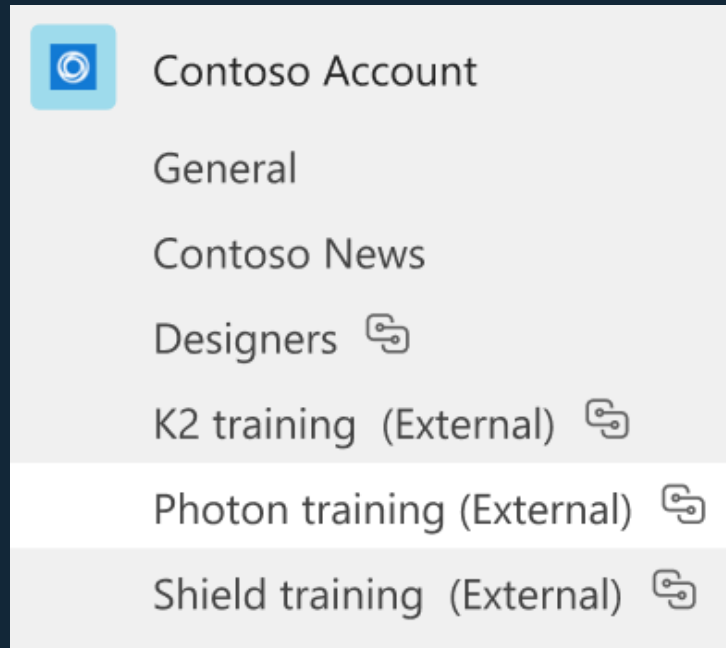 Contoso Account
General
Contoso News
Designers
K2 training  (External)
Photon training (External)
Shield training  (External)